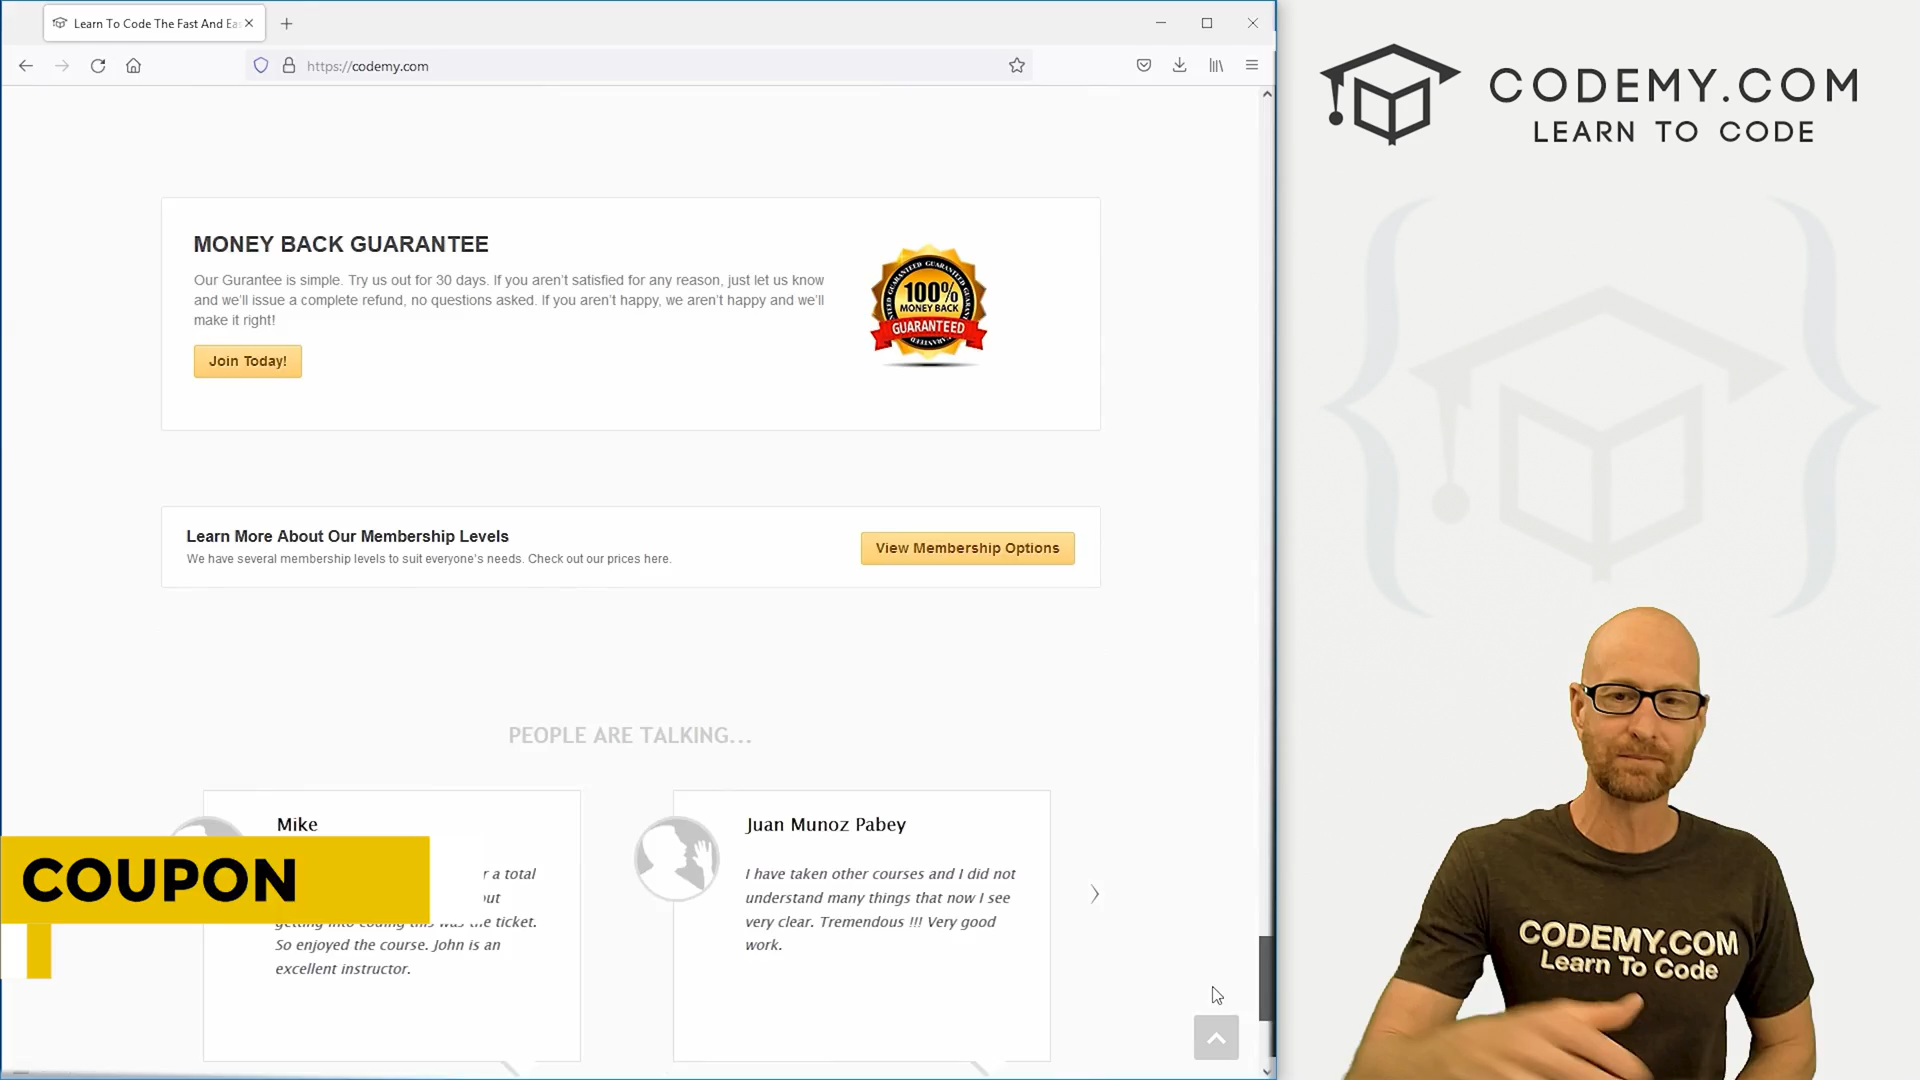 Learn To Code The Fast And Ea
https://codemy.com
CODEMY.COM
LEARN TO CODE
MONEY BACK GUARANTEE
Our Gurantee is simple. Try us out for 30 days. If you aren't satisfied for any reason, just let us know
and we'll issue a complete refund, no questions asked. If you aren't happy, we aren't happy and we'll
make it right!
Join Today!
100%
MONEY BACK
GUARANTEED
Learn More About Our Membership Levels
We have several membership levels to suit everyone's needs. Check out our prices here.
View Membership Options
PEOPLE ARE TALKING...
Mike
r a total
out
the ticket.
So enjoyed the course. John is an
excellent instructor.
Juan Munoz Pabey
I have taken other courses and I did not
understand many things that now I see
very clear. Tremendous !!! Very good
work.
COUPON
CODEMY.COM
Learn To Code